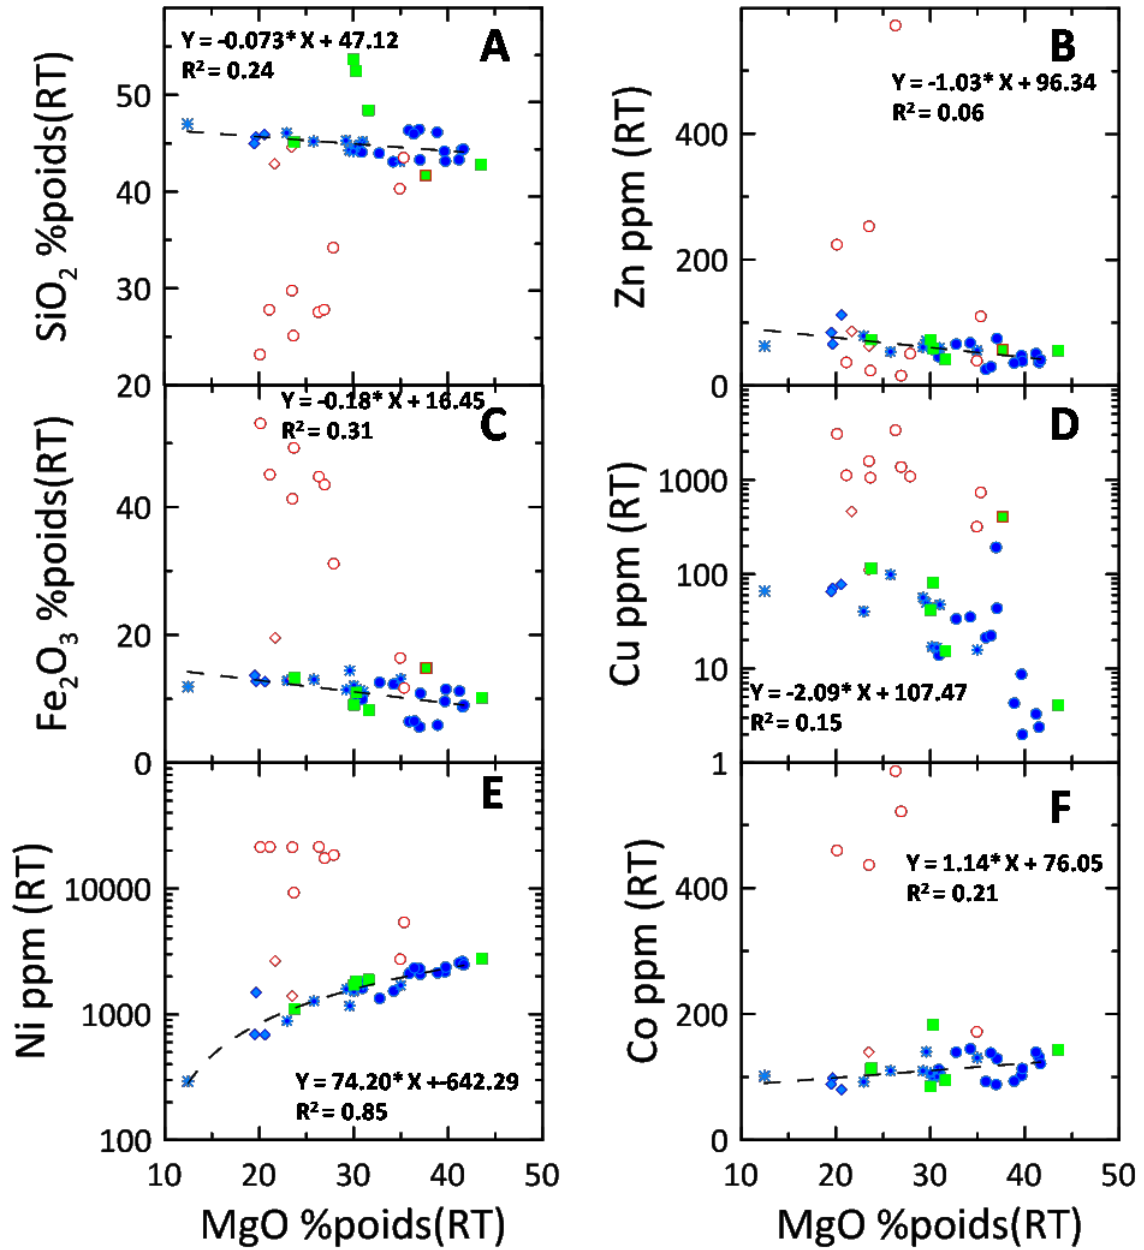 A
Y = -0.073* X + 47.12
R² = 0.24
SiO₂ %poids(RT)
50
40
30
20
B
Y = -1.03* X + 96.34
R² = 0.06
Zn ppm (RT)
400
200
0
C
Y = -0.18* X + 16.45
R² = 0.31
Fe₂O₃ %poids(RT)
40
20
0
D
Y = -2.09* X + 107.47
R² = 0.15
Cu ppm (RT)
1000
100
10
1
E
Y = 74.20* X +-642.29
R² = 0.85
Ni ppm (RT)
10000
1000
100
10 20 30 40 50
MgO %poids(RT)
F
Y = 1.14* X + 76.05
R² = 0.21
Co ppm (RT)
400
200
0
10 20 30 40 50
MgO %poids(RT)